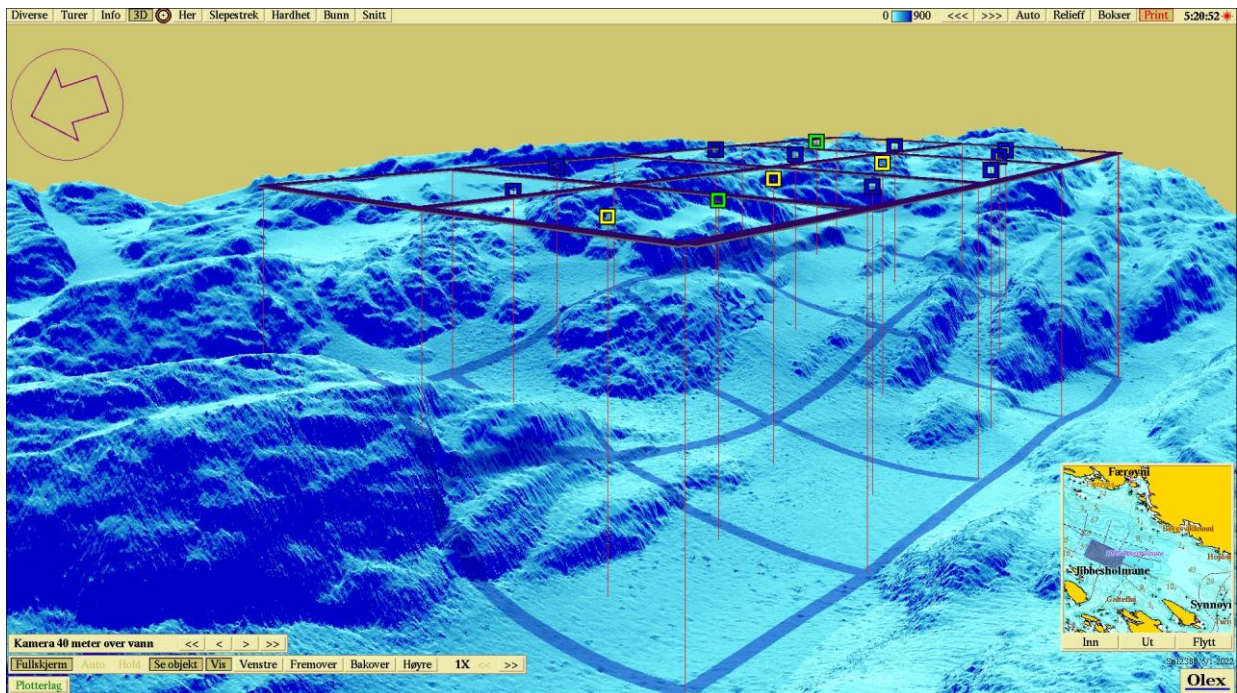 Diverse Turer Info 3D Her Slepestrek Hardhet Bunn Snitt 0 900 <<< >>> Auto Relieff Bokser Print 5:20:52
Færøyni
Jibbesholmane
Synnøyi
Inn Ut Flytt
Kamera 40 meter over vann << < > >>
Fullskjerm Auto Hold Se objekt Vis Venstre Fremover Bakover Høyre 1X << >>
Plotterlag
Olex